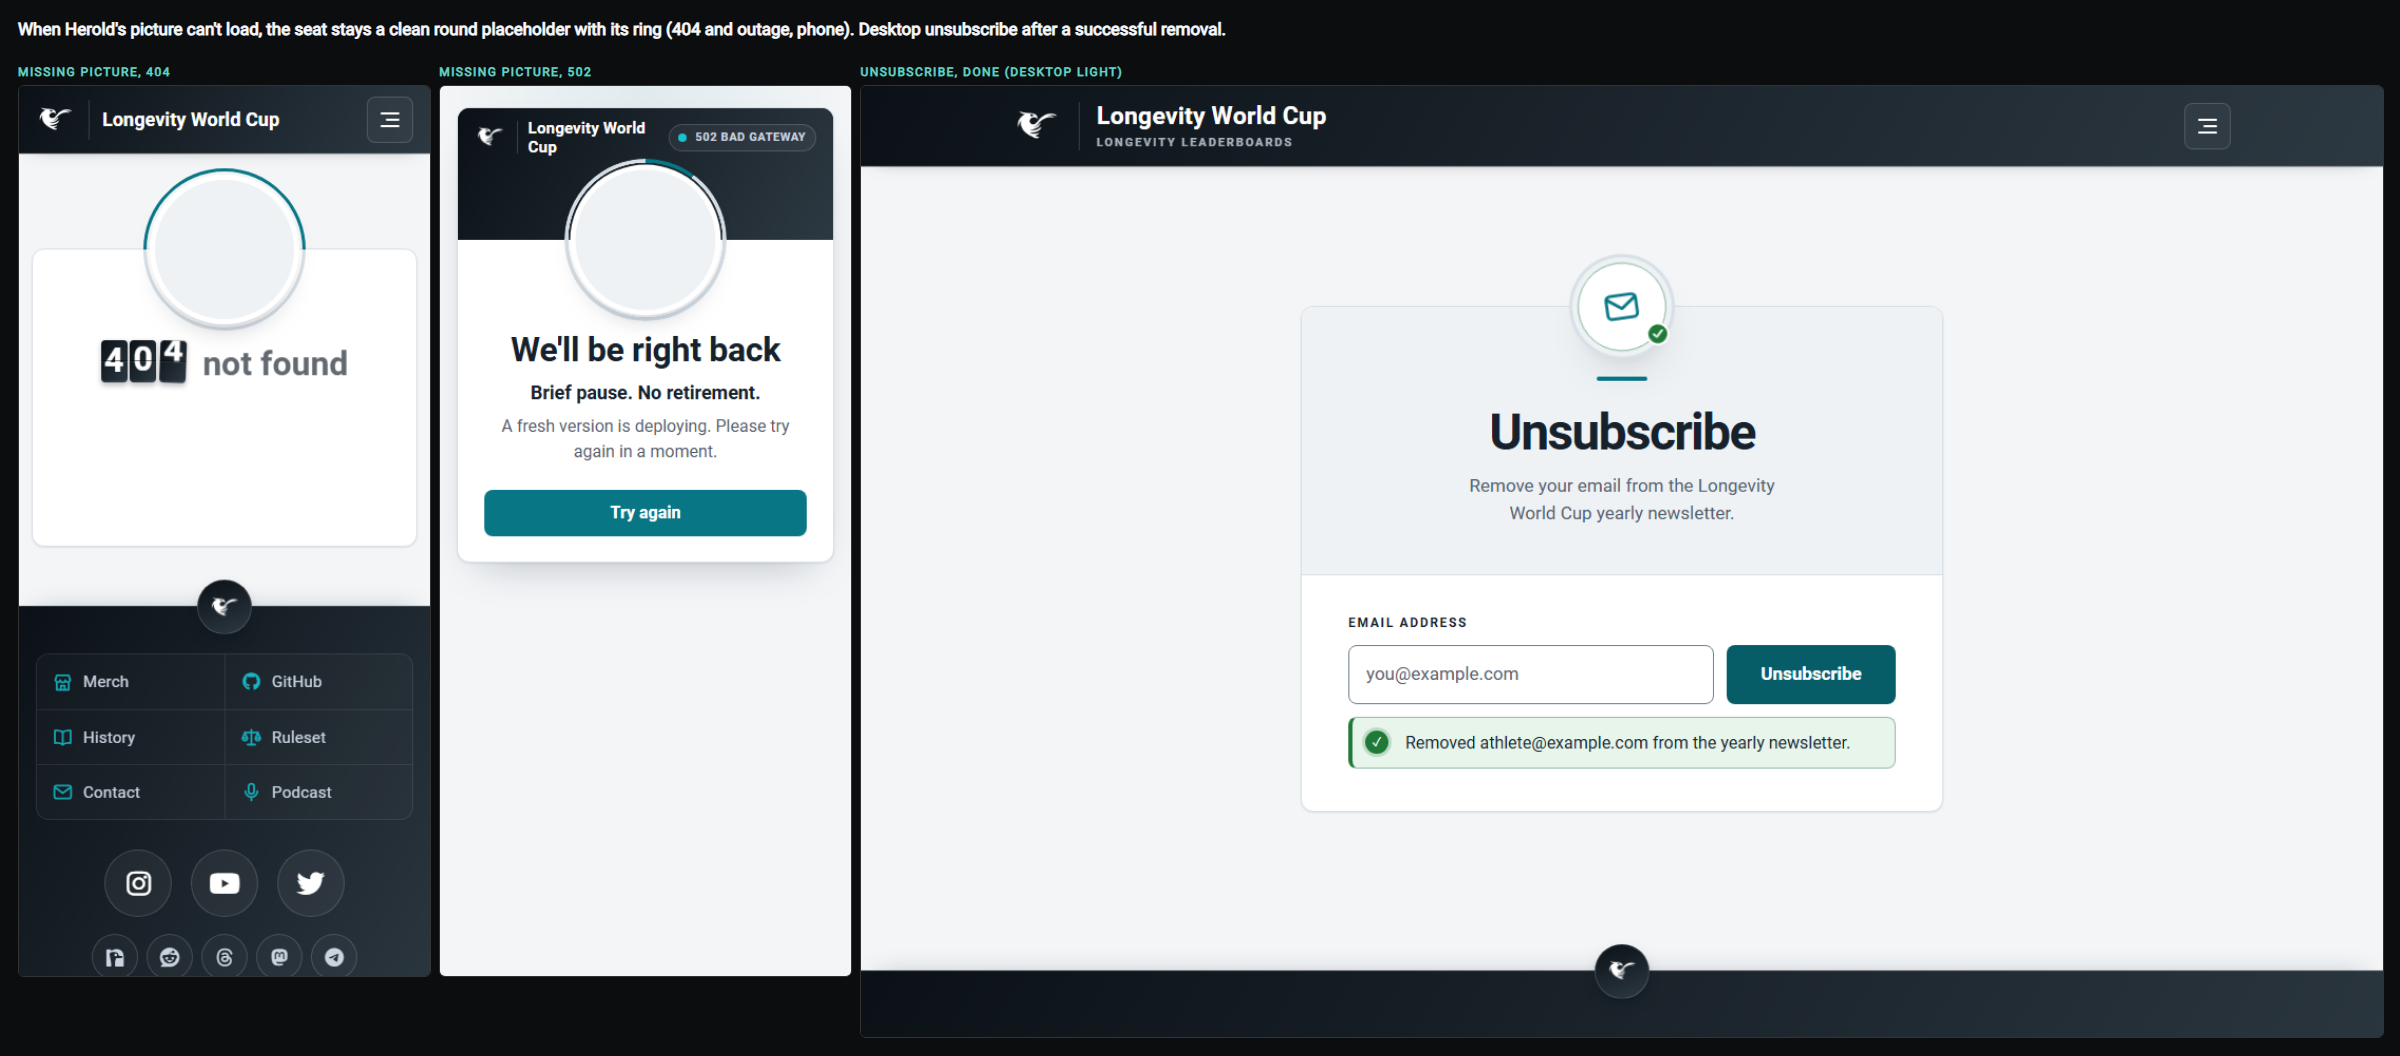 When Herold's picture can't load, the seat stays a clean round placeholder with its ring (404 and outage, phone). Desktop unsubscribe after a successful removal.
MISSING PICTURE, 404
Longevity World Cup
404 not found
Merch
GitHub
History
Ruleset
Contact
Podcast
MISSING PICTURE, 502
Longevity World
Cup
502 BAD GATEWAY
We'll be right back
Brief pause. No retirement.
A fresh version is deploying. Please try
again in a moment.
Try again
UNSUBSCRIBE, DONE (DESKTOP LIGHT)
Longevity World Cup
LONGEVITY LEADERBOARDS
Unsubscribe
Remove your email from the Longevity
World Cup yearly newsletter.
EMAIL ADDRESS
you@example.com
Unsubscribe
Removed athlete@example.com from the yearly newsletter.